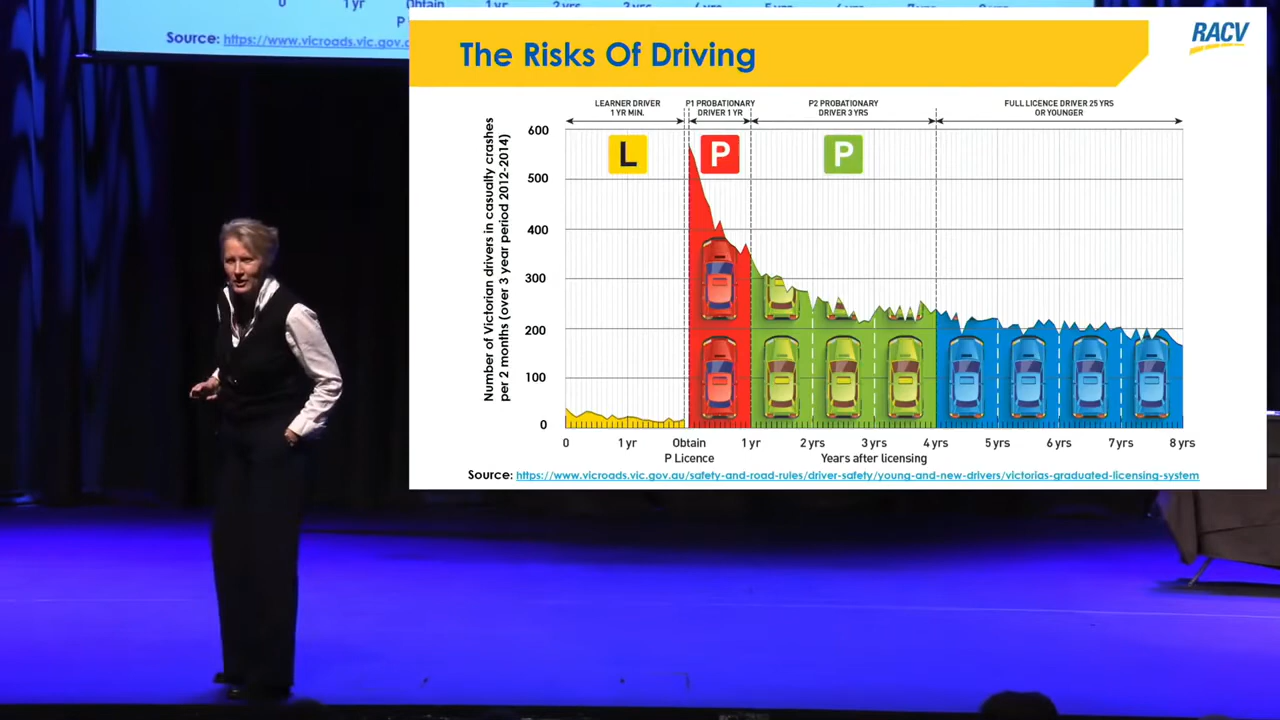 0 1 yr Obtain 1 yr 2 yrs 3 yrs 4 yrs 5 yrs 6 yrs 7 yrs
P
Source: https://www.vicroads.vic.gov.a
The Risks Of Driving
RACV
LEARNER DRIVER
1 YR MIN.
P1 PROBATIONARY
DRIVER 1 YR
P2 PROBATIONARY
DRIVER 3 YRS
FULL LICENCE DRIVER 25 YRS
OR YOUNGER
L
P
P
Number of Victorian drivers in casualty crashes
per 2 months (over 3 year period 2012-2014)
600
500
400
300
200
100
0
0 1 yr Obtain 1 yr 2 yrs 3 yrs 4 yrs 5 yrs 6 yrs 7 yrs 8 yrs
P Licence Years after licensing
Source: https://www.vicroads.vic.gov.au/safety-and-road-rules/driver-safety/young-and-new-drivers/victorias-graduated-licensing-system